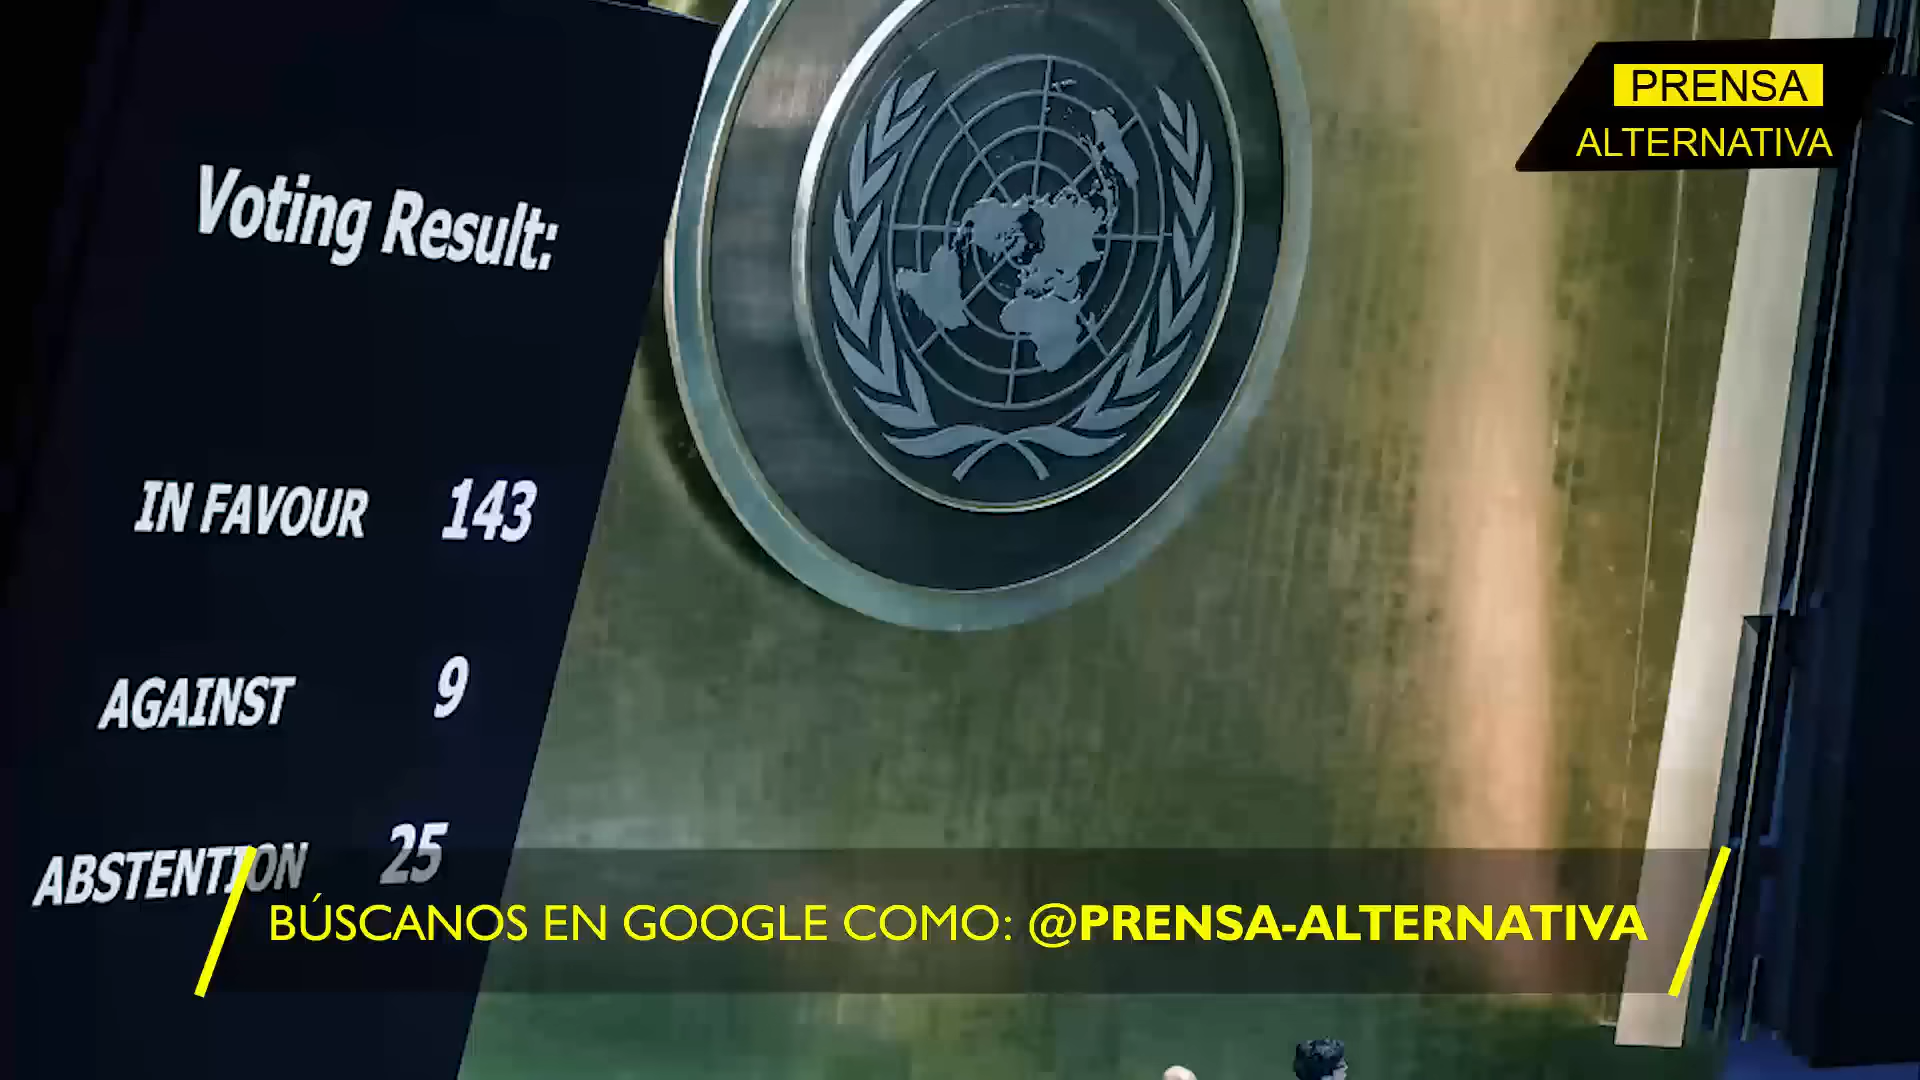 PRENSA
ALTERNATIVA
Voting Result:
IN FAVOUR 143
AGAINST 9
ABSTENTION 25
BÚSCANOS EN GOOGLE COMO: @PRENSA-ALTERNATIVA